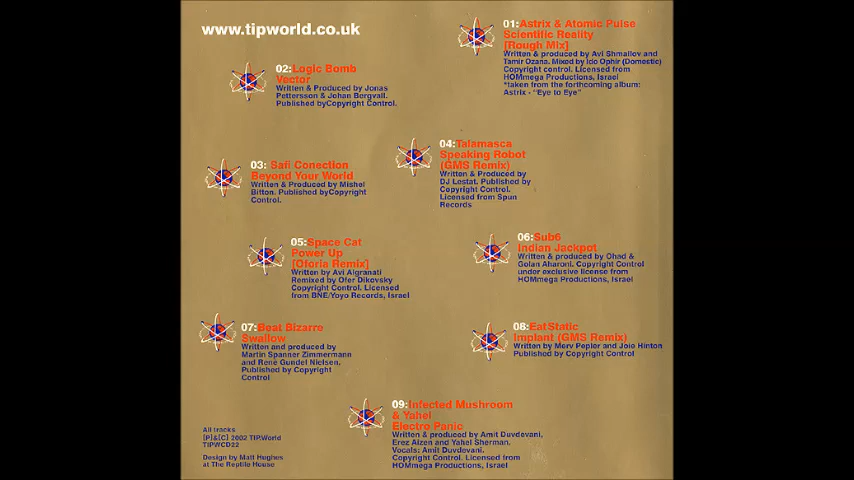 www.tipworld.co.uk
01:Astrix & Atomic Pulse
Scientific Reality
[Rough Mix]
Written & produced by Avi Shmailov and
Tamir Ozana. Mixed by Ido Ophir (Domestic)
Copyright control. Licensed from
HOMmega Productions, Israel
*taken from the forthcoming album:
Astrix - "Eye to Eye"
02:Logic Bomb
Vector
Written & Produced by Jonas
Pettersson & Johan Bergvall.
Published byCopyright Control.
03: Safi Conection
Beyond Your World
Written & Produced by Mishel
Bitton. Published byCopyright
Control.
04:Talamasca
Speaking Robot
(GMS Remix)
Written & Produced by
DJ Lestat. Published by
Copyright Control.
Licensed from Spun
Records
05:Space Cat
Power Up
[Oforia Remix]
Written by Avi Algranati
Remixed by Ofer Dikovsky
Copyright Control. Licensed
from BNE/Yoyo Records, Israel
06:Sub6
Indian Jackpot
Written & produced by Ohad &
Golan Aharoni. Copyright Control
under exclusive license from
HOMmega Productions, Israel
07:Beat Bizarre
Swallow
Written and produced by
Martin Spanner Zimmermann
and René Gundel Nielsen.
Published by Copyright
Control
08:EatStatic
Implant (GMS Remix)
Written by Merv Pepler and Joie Hinton
Published by Copyright Control
09:Infected Mushroom
& Yahel
Electro Panic
Written & produced by Amit Duvdevani,
Erez Aizen and Yahel Sherman.
Vocals: Amit Duvdevani.
Copyright Control. Licensed from
HOMmega Productions, Israel
All tracks
[P]&[C] 2002 TIP.World
TIPWCD22
Design by Matt Hughes
at The Reptile House